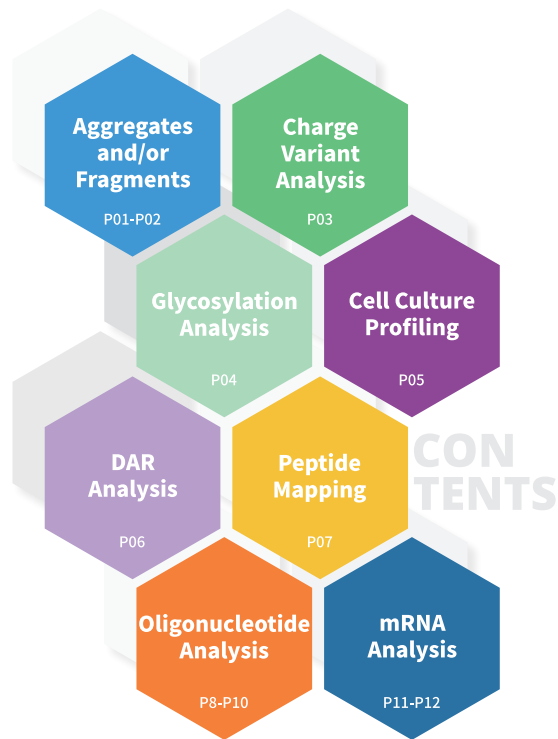 Aggregates
and/or
Fragments
P01-P02
Charge
Variant
Analysis
P03
Glycosylation
Analysis
P04
Cell Culture
Profiling
P05
DAR
Analysis
P06
Peptide
Mapping
P07
CON
TENTS
Oligonucleotide
Analysis
P8-P10
mRNA
Analysis
P11-P12